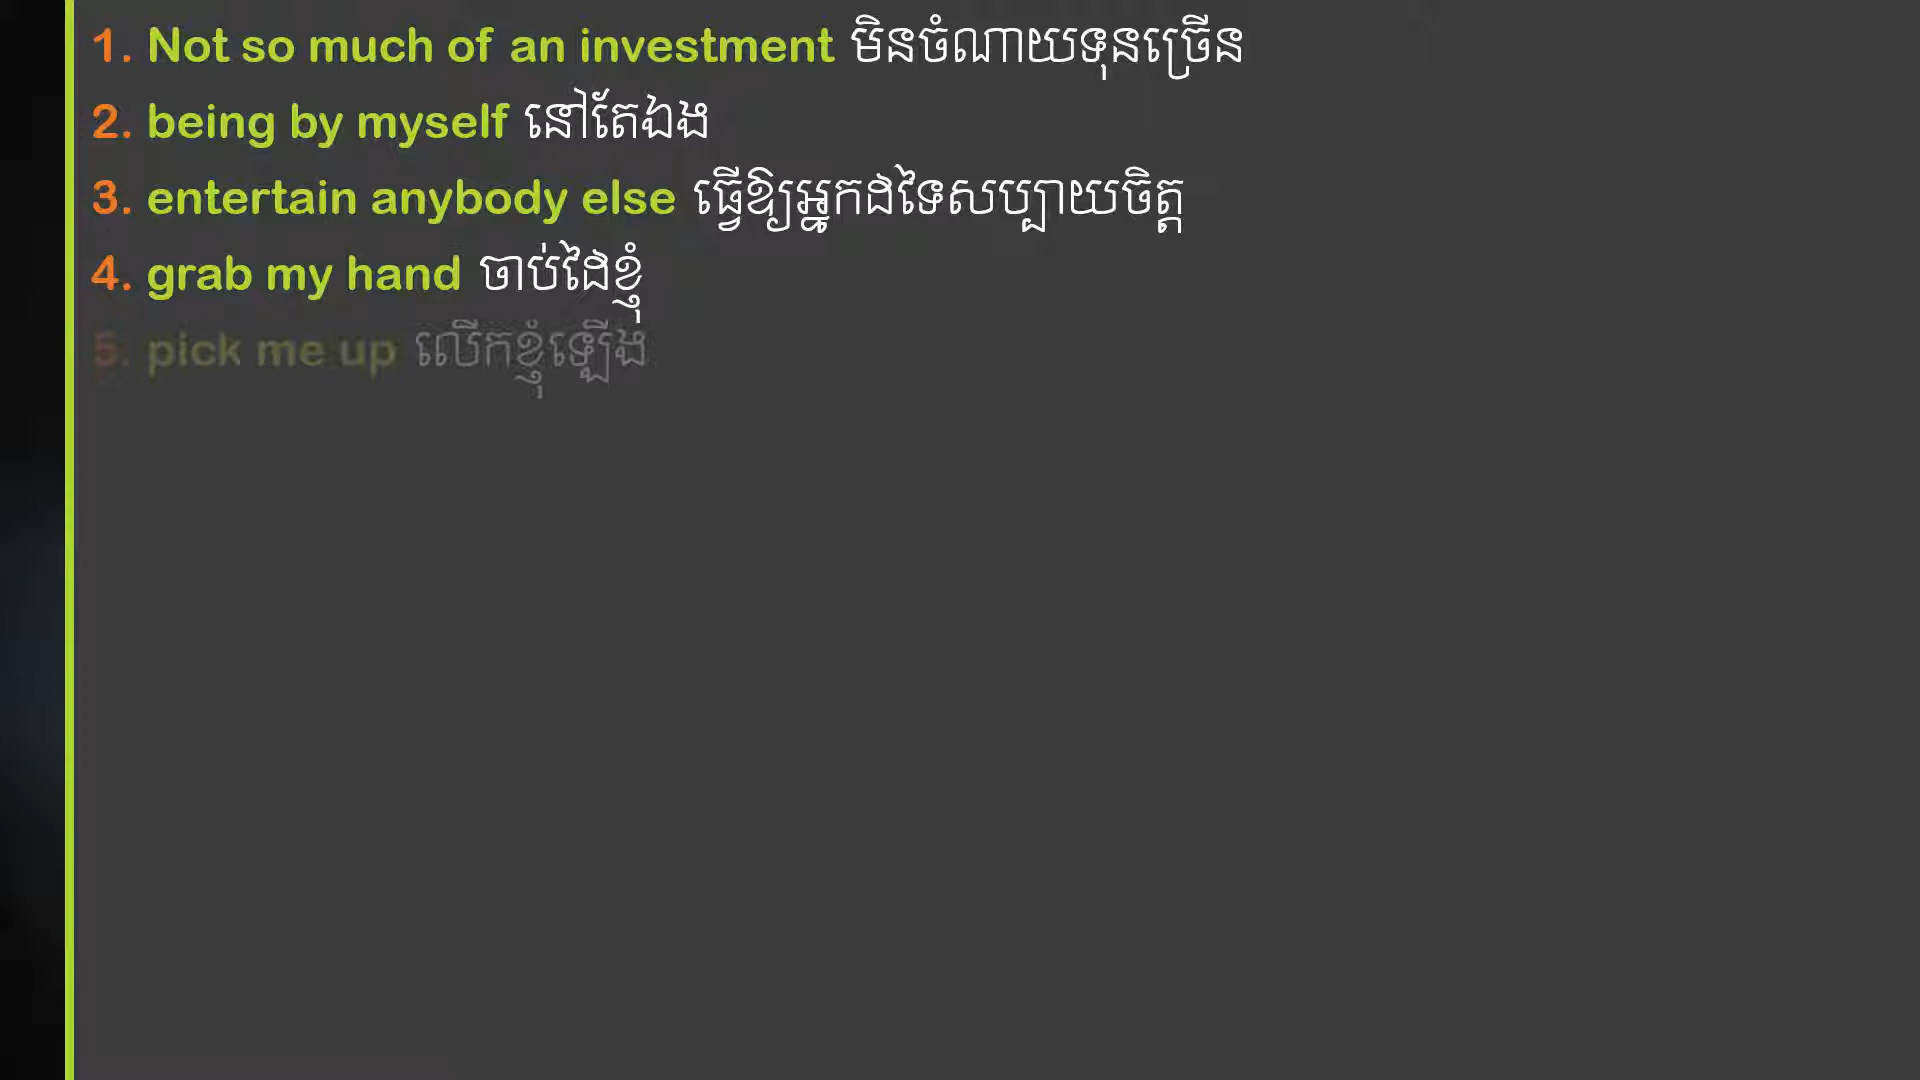 1. Not so much of an investment មិនចំណាយទុនច្រើន
2. being by myself នៅតែឯង
3. entertain anybody else ធ្វើឱ្យអ្នកដទៃសប្បាយចិត្ត
4. grab my hand ចាប់ដៃខ្ញុំ
5. pick me up លើកខ្ញុំឡើង